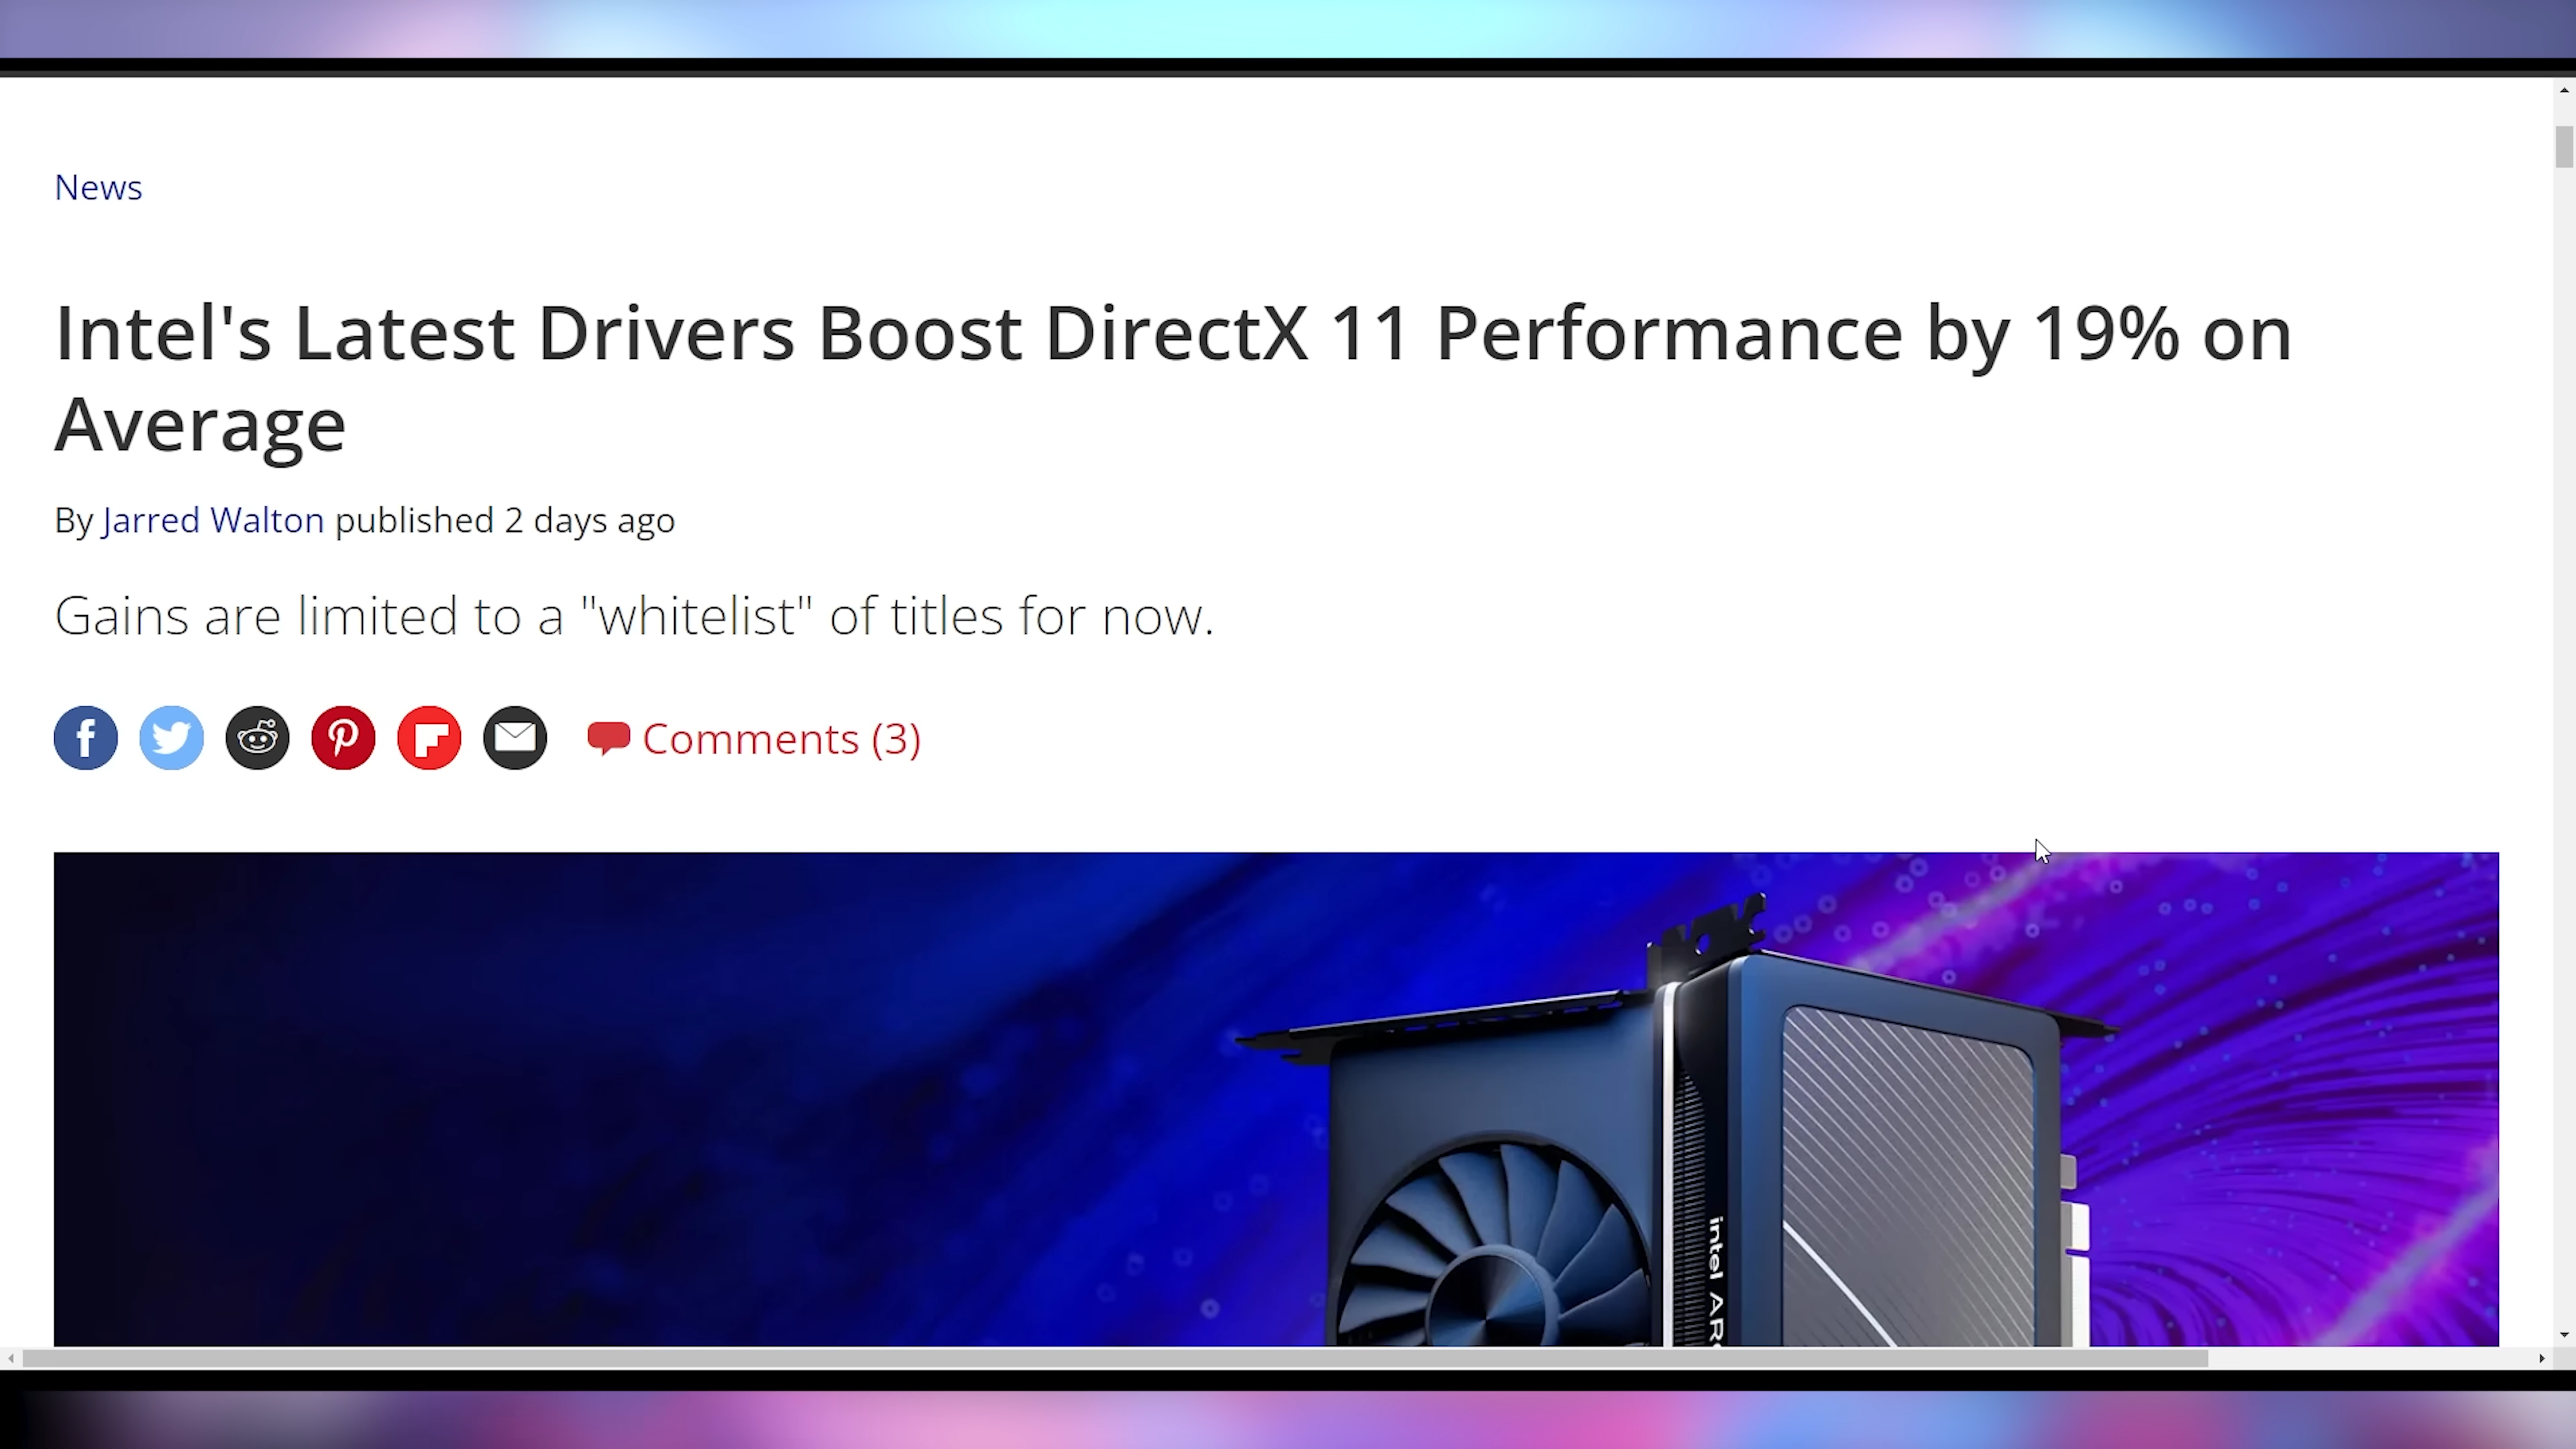 News
Intel's Latest Drivers Boost DirectX 11 Performance by 19% on
Average
By Jarred Walton published 2 days ago
Gains are limited to a "whitelist" of titles for now.
Comments (3)
intel ARC